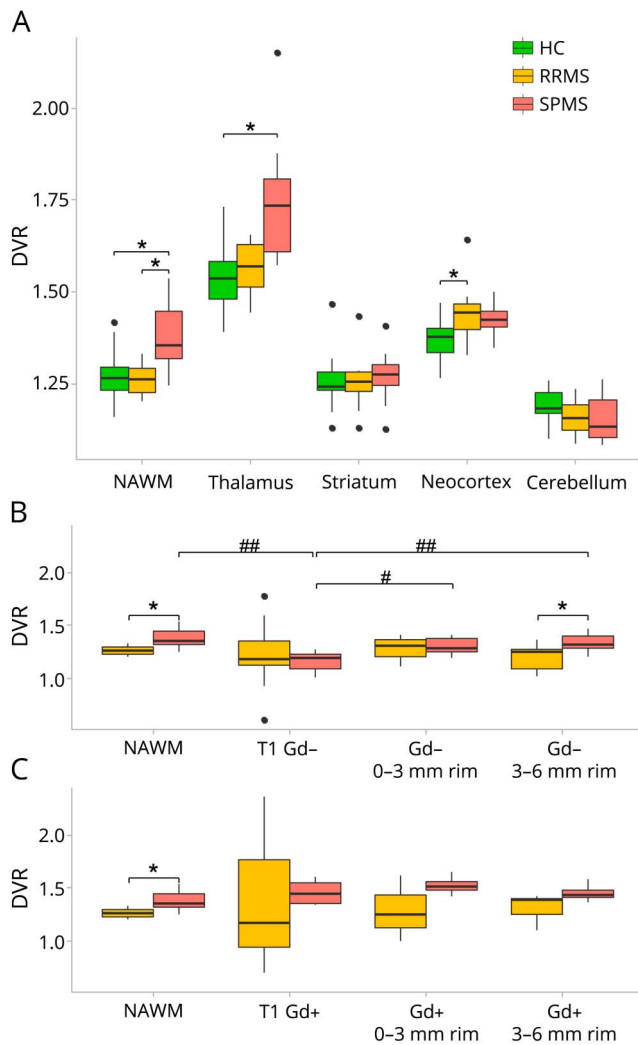 A
HC
RRMS
SPMS
2.00
1.75
1.50
1.25
DVR
*
*
*
*
NAWM Thalamus Striatum Neocortex Cerebellum
B
2.0
1.5
1.0
DVR
##
##
#
*
*
NAWM T1 Gd– Gd– Gd–
0–3 mm rim 3–6 mm rim
C
2.0
1.5
1.0
DVR
*
NAWM T1 Gd+ Gd+ Gd+
0–3 mm rim 3–6 mm rim